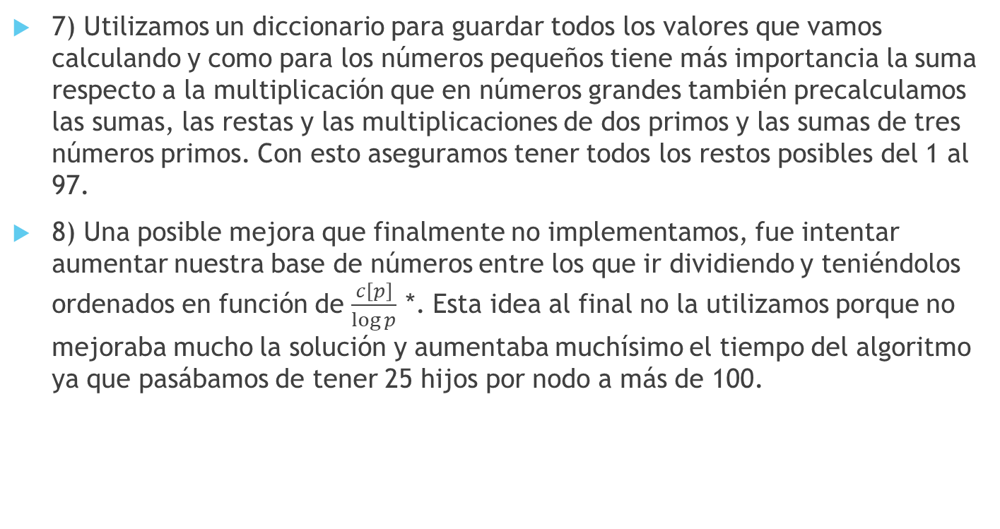 7) Utilizamos un diccionario para guardar todos los valores que vamos
calculando y como para los números pequeños tiene más importancia la suma
respecto a la multiplicación que en números grandes también precalculamos
las sumas, las restas y las multiplicaciones de dos primos y las sumas de tres
números primos. Con esto aseguramos tener todos los restos posibles del 1 al
97.
8) Una posible mejora que finalmente no implementamos, fue intentar
aumentar nuestra base de números entre los que ir dividiendo y teniéndolos
ordenados en función de c[p]/log p *. Esta idea al final no la utilizamos porque no
mejoraba mucho la solución y aumentaba muchísimo el tiempo del algoritmo
ya que pasábamos de tener 25 hijos por nodo a más de 100.